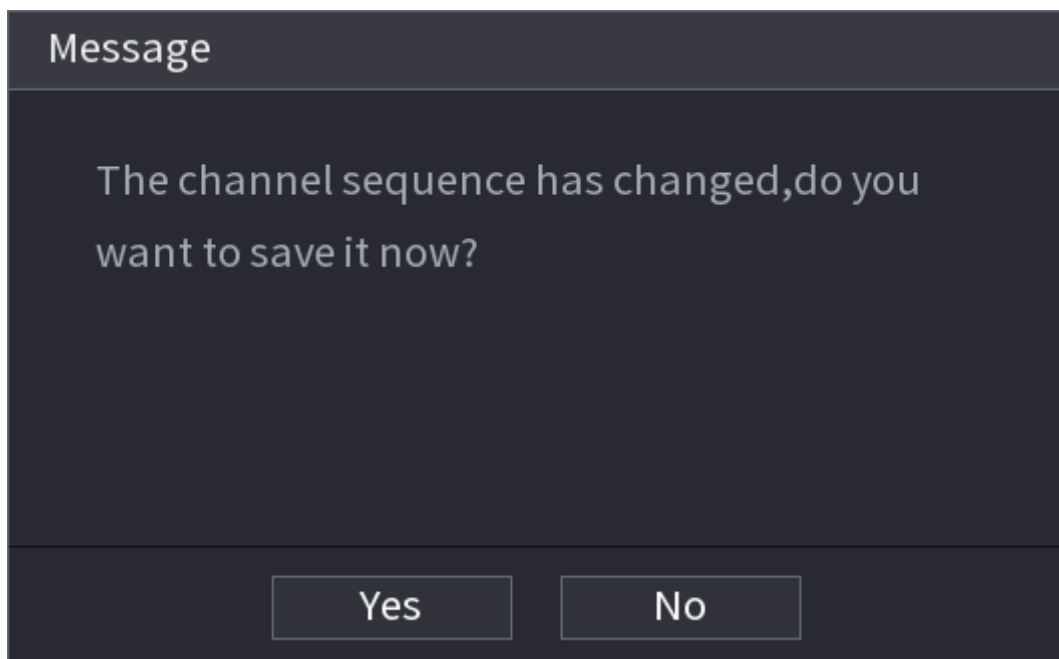 Message
The channel sequence has changed,do you
want to save it now?
Yes No